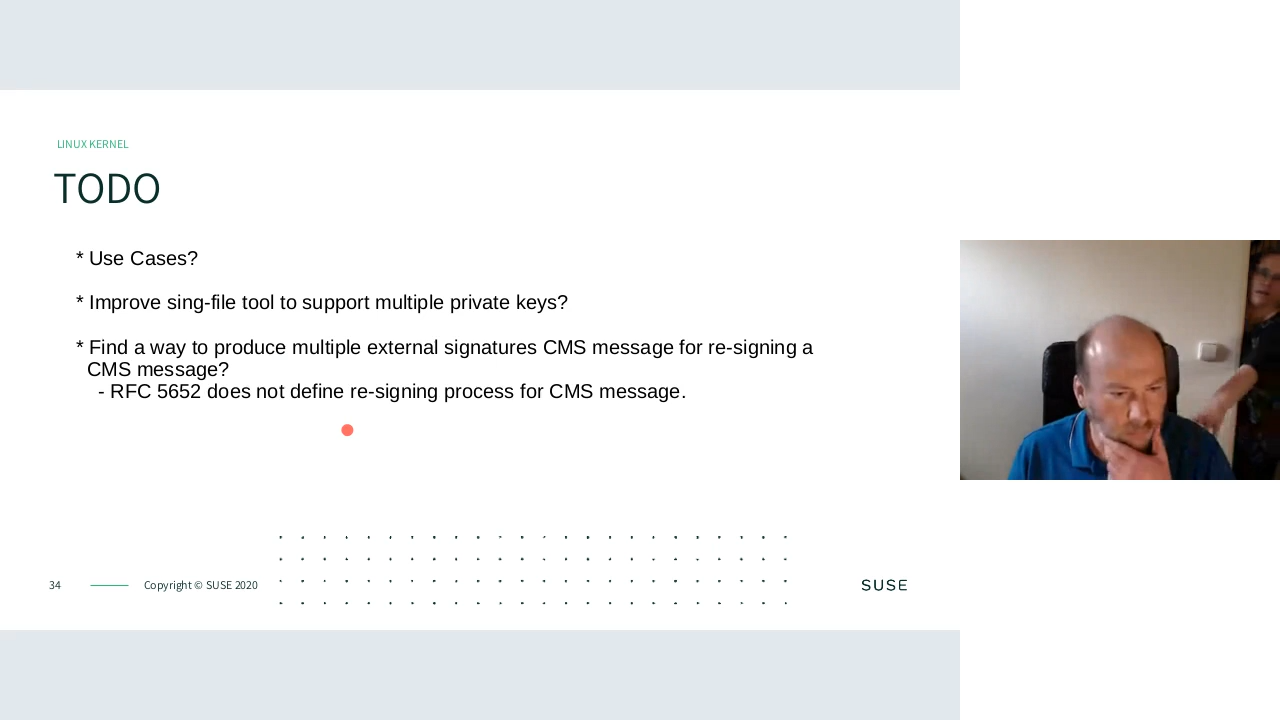 LINUX KERNEL
TODO
* Use Cases?
* Improve sing-file tool to support multiple private keys?
* Find a way to produce multiple external signatures CMS message for re-signing a
CMS message?
- RFC 5652 does not define re-signing process for CMS message.
34
Copyright © SUSE 2020
SUSE